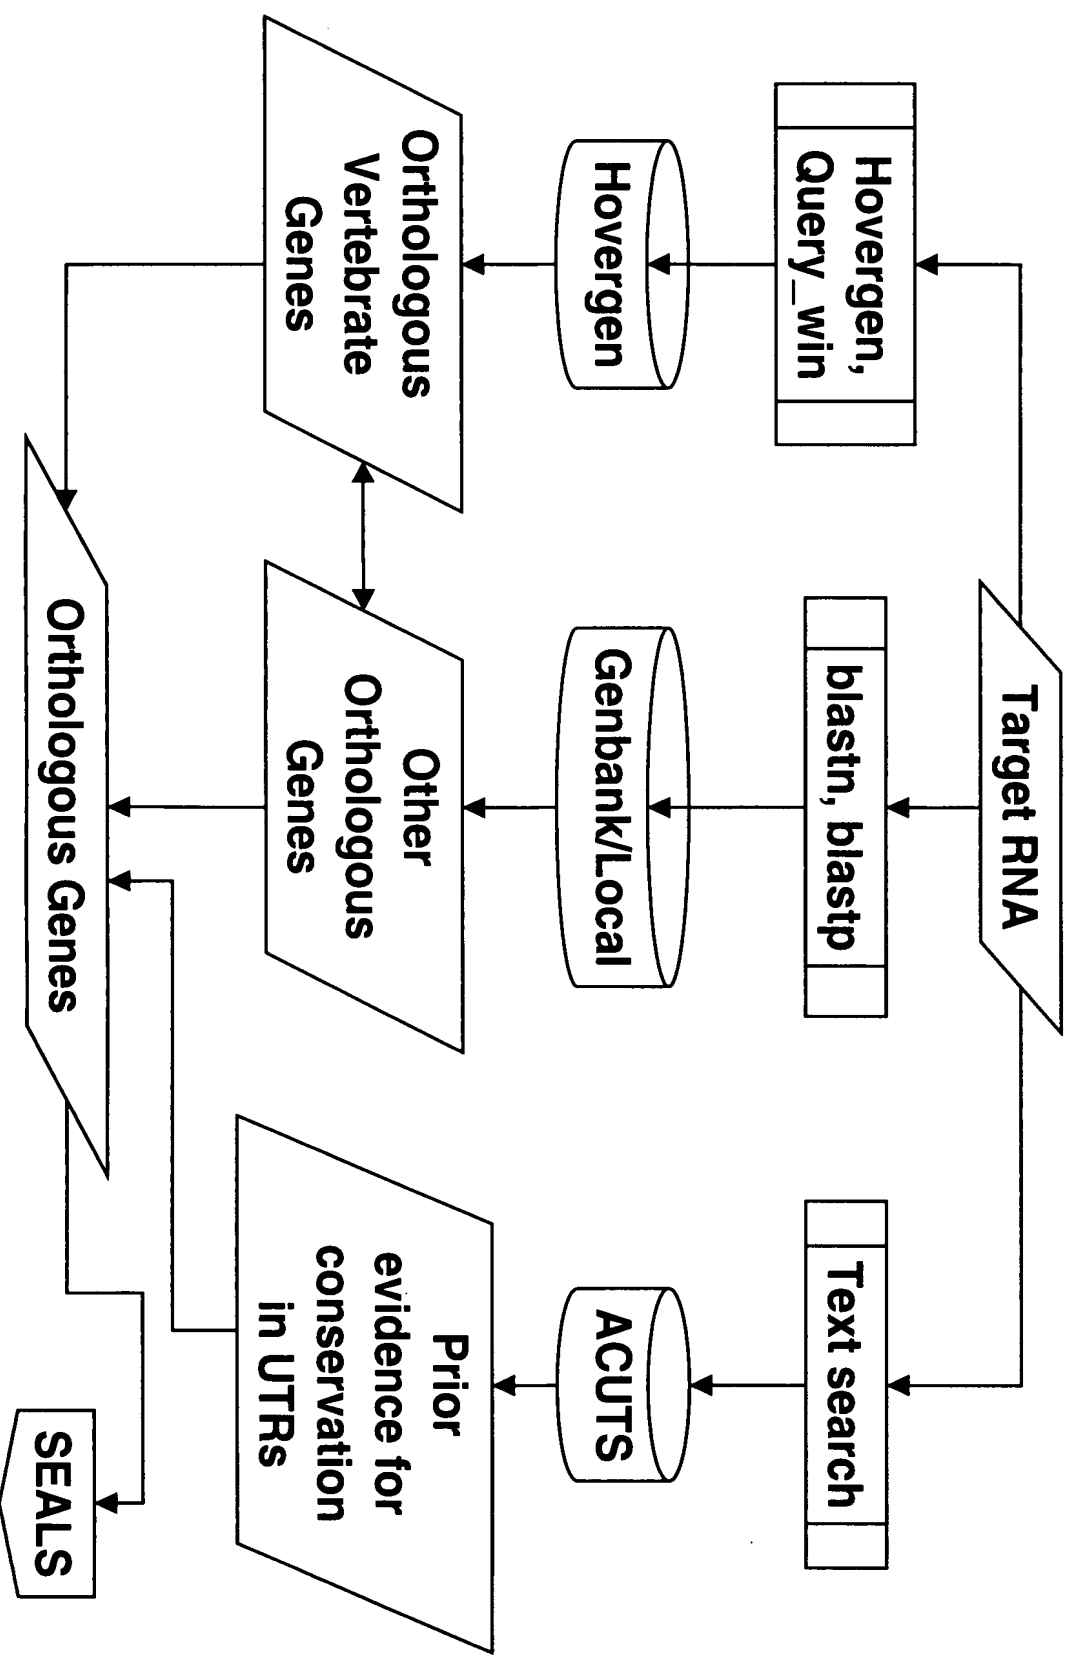 Target RNA
Hovergen,
Query_win
blastn, blastp
Text search
Hovergen
Genbank/Local
ACUTS
Orthologous
Vertebrate
Genes
Other
Orthologous
Genes
Prior
evidence for
conservation
in UTRs
Orthologous Genes
SEALS